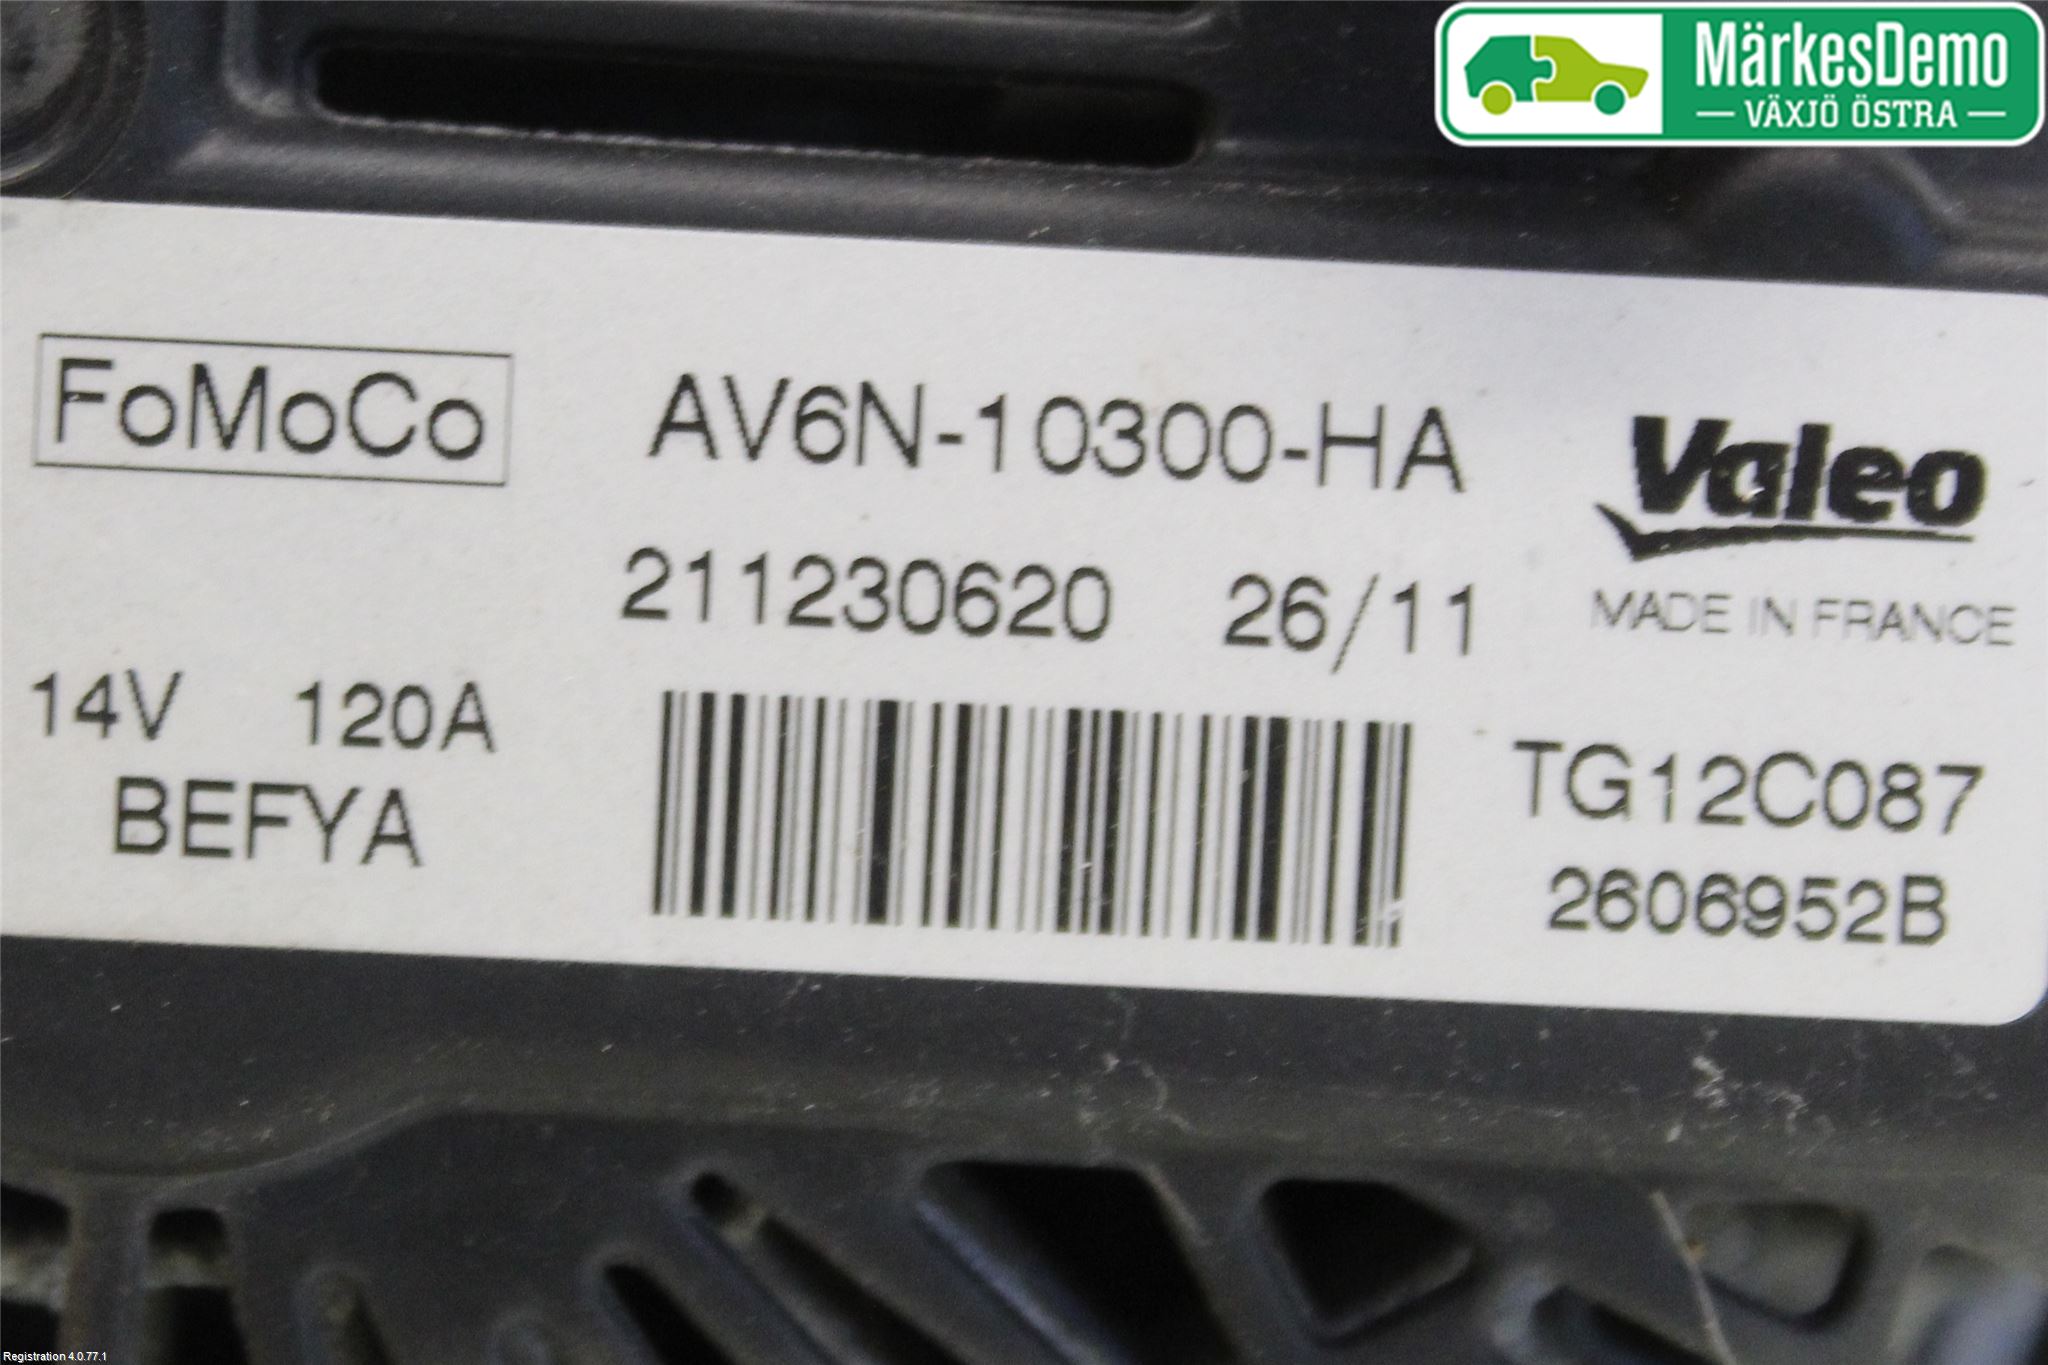 MärkesDemo
VÄXJÖ ÖSTRA
FoMoCo
AV6N-10300-HA
Valeo
MADE IN FRANCE
211230620 26/11
14V 120A
BEFYA
TG12C087
2606952B
Registration 4.0.77.1